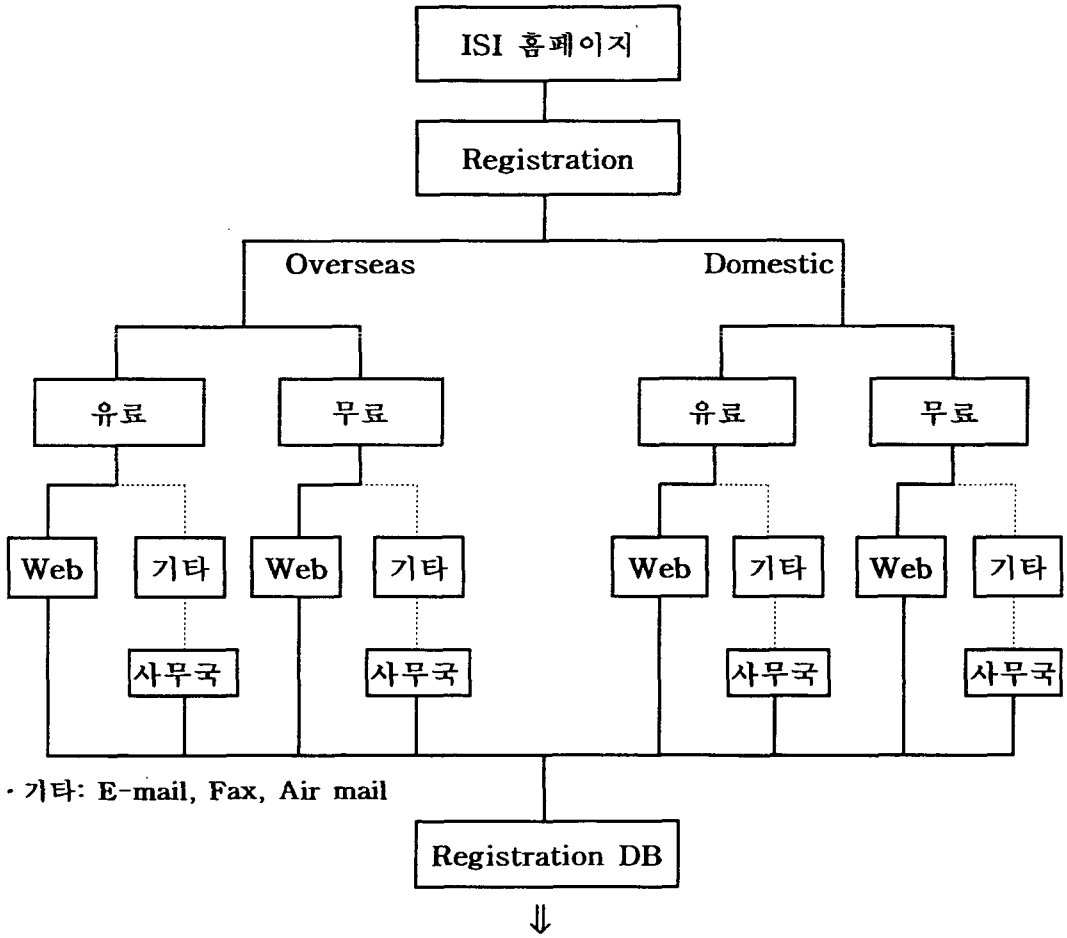 ISI 홈페이지
Registration
Overseas Domestic
유료 무료 유료 무료
Web 기타 Web 기타 Web 기타 Web 기타
사무국 사무국 사무국 사무국
· 기타: E-mail, Fax, Air mail
Registration DB
⇓